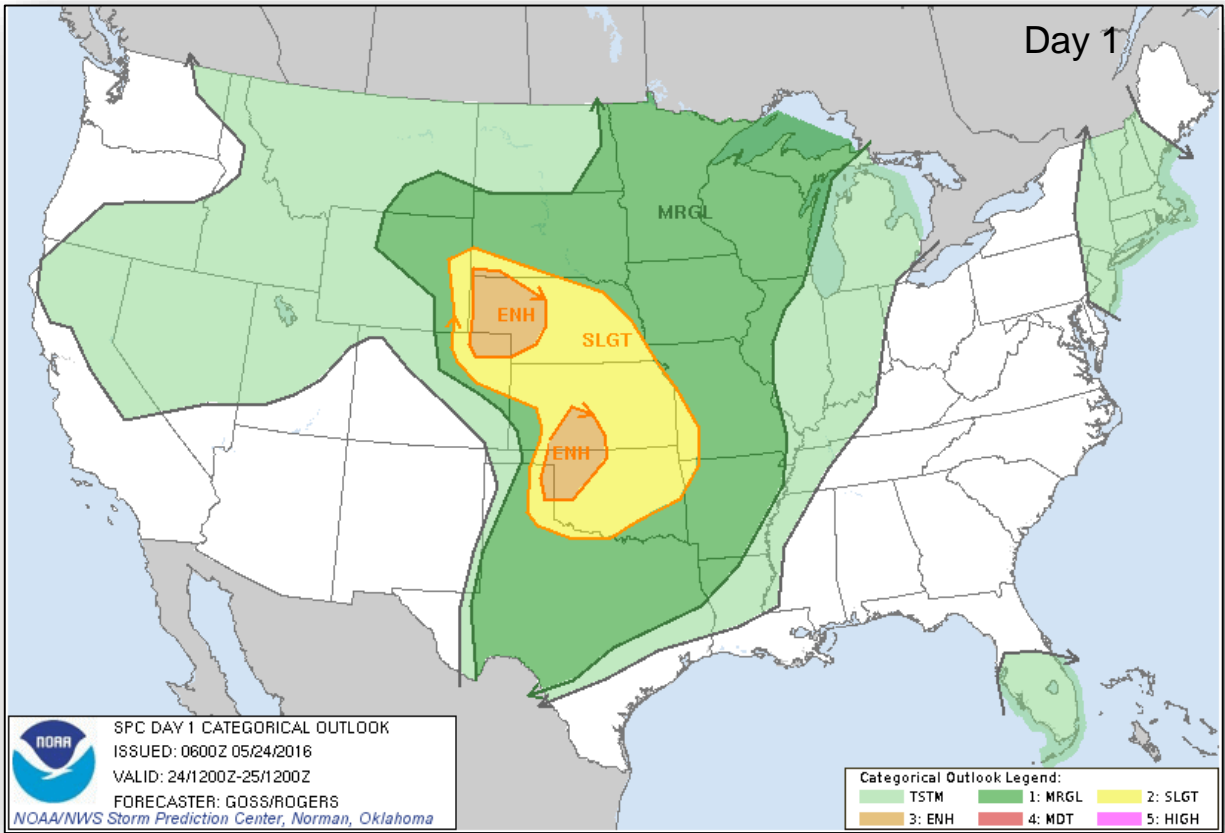 Day 1
MRGL
ENH
SLGT
ENH
NOAA
SPC DAY 1 CATEGORICAL OUTLOOK
ISSUED: 0600Z 05/24/2016
VALID: 24/1200Z-25/1200Z
FORECASTER: GOSS/ROGERS
NOAA/NWS Storm Prediction Center, Norman, Oklahoma
Categorical Outlook Legend:
TSTM 1: MRGL 2: SLGT
3: ENH 4: MDT 5: HIGH